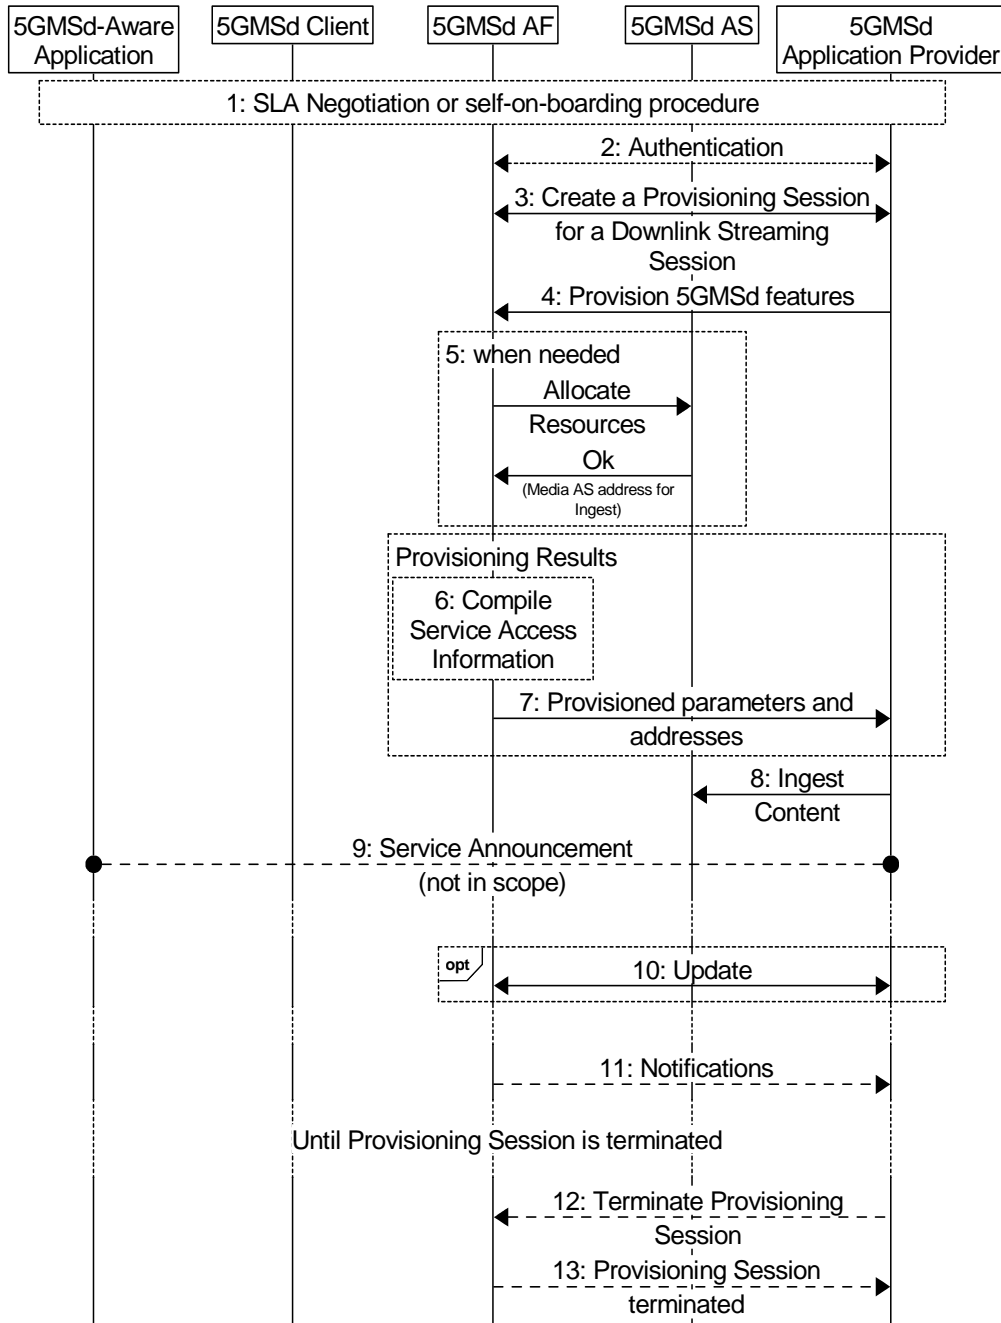 5GMSd-Aware
Application
5GMSd Client
5GMSd AF
5GMSd AS
5GMSd
Application Provider
1: SLA Negotiation or self-on-boarding procedure
2: Authentication
3: Create a Provisioning Session
for a Downlink Streaming
Session
4: Provision 5GMSd features
5: when needed
Allocate
Resources
Ok
(Media AS address for
Ingest)
Provisioning Results
6: Compile
Service Access
Information
7: Provisioned parameters and
addresses
8: Ingest
Content
9: Service Announcement
(not in scope)
opt
10: Update
11: Notifications
Until Provisioning Session is terminated
12: Terminate Provisioning
Session
13: Provisioning Session
terminated